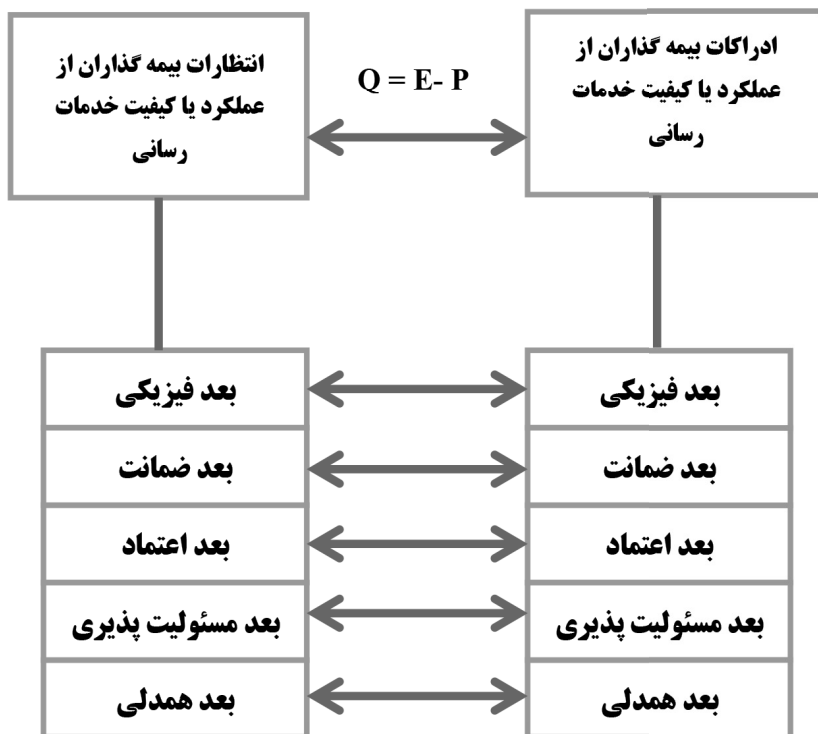 ادراکات بیمه گذاران از
عملکرد یا کیفیت خدمات
رسانی
Q = E- P
انتظارات بیمه گذاران از
عملکرد یا کیفیت خدمات
رسانی
بعد فیزیکی
بعد ضمانت
بعد اعتماد
بعد مسئولیت پذیری
بعد همدلی
بعد فیزیکی
بعد ضمانت
بعد اعتماد
بعد مسئولیت پذیری
بعد همدلی